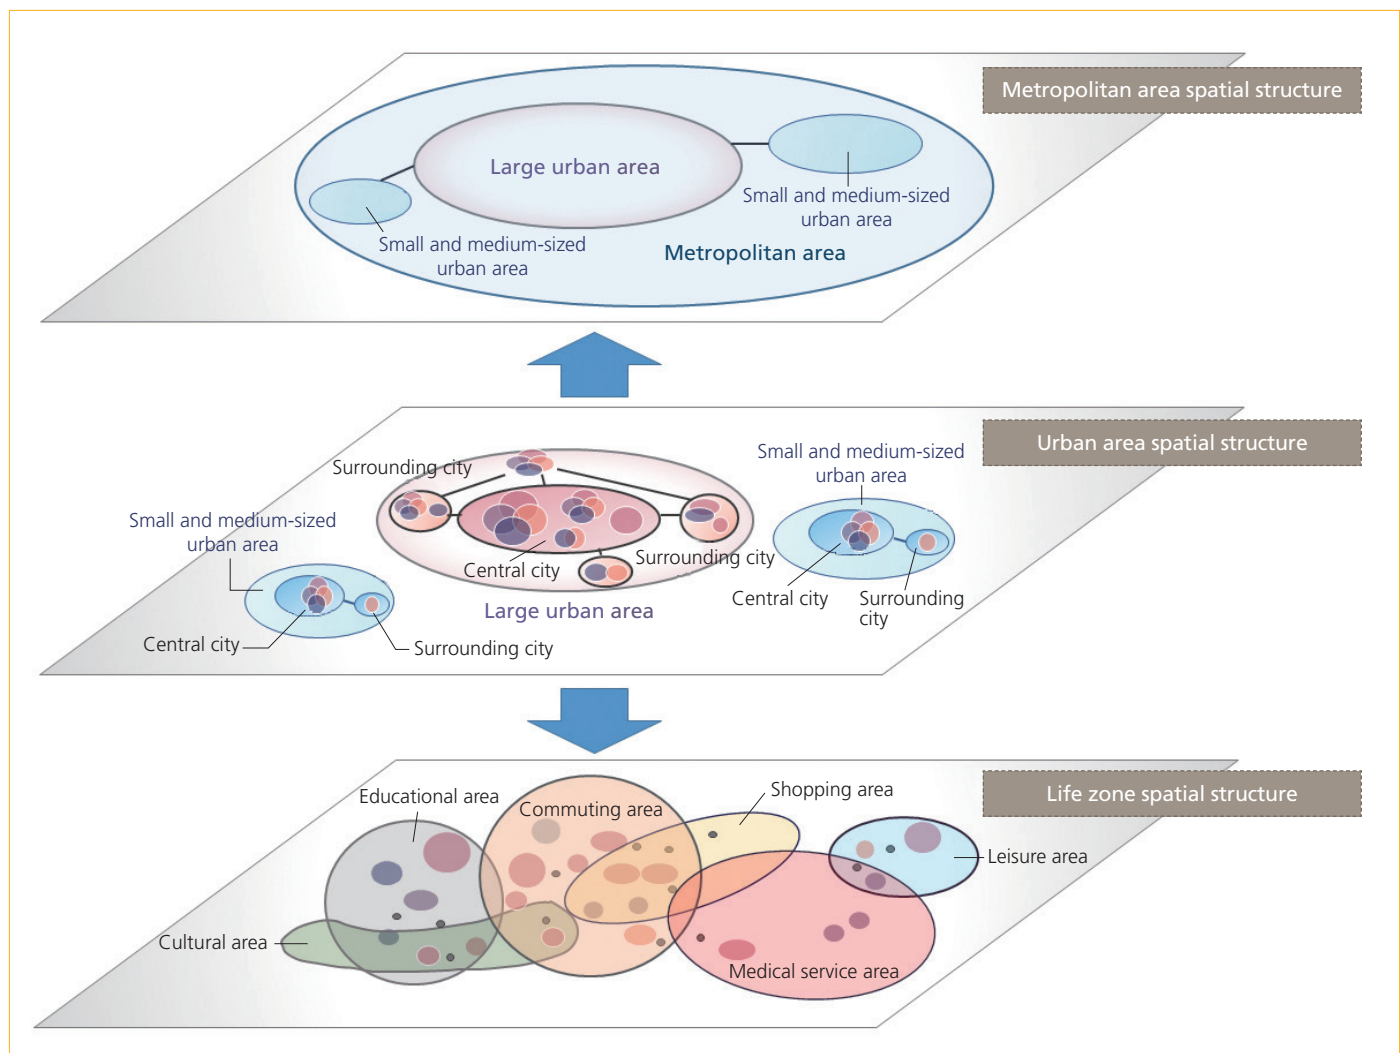 Metropolitan area spatial structure
Large urban area
Small and medium-sized
urban area
Small and medium-sized
urban area
Metropolitan area
Urban area spatial structure
Small and medium-sized
urban area
Surrounding city
Small and medium-sized
urban area
Surrounding city
Central city
Central city
Surrounding
city
Large urban area
Central city
Surrounding city
Life zone spatial structure
Shopping area
Educational area
Commuting area
Leisure area
Cultural area
Medical service area